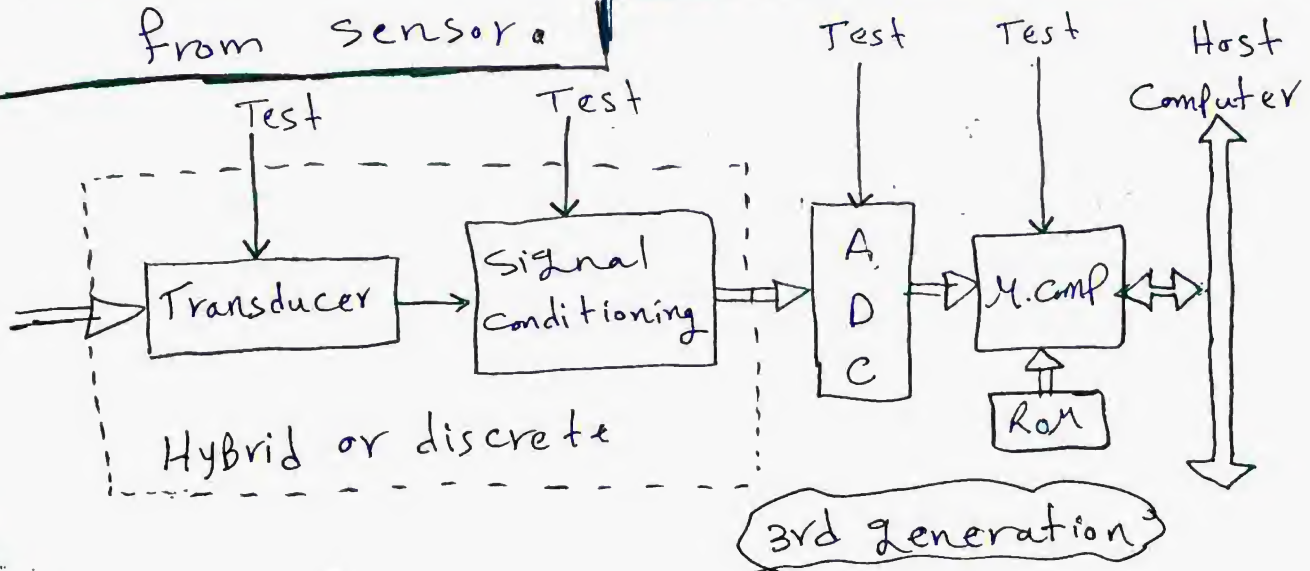 from sensor.
Test
Test
Test
Test
Host
Computer
Transducer
Signal
conditioning
A
D
C
M.comp
ROM
Hybrid or discrete
3rd generation